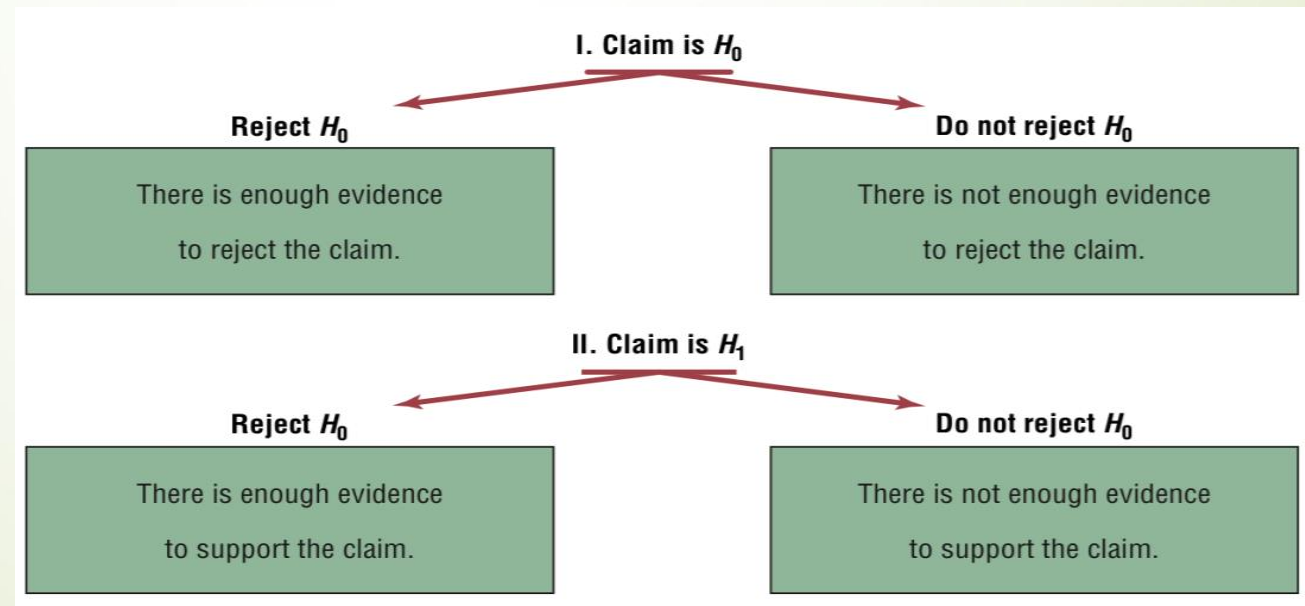 I. Claim is H₀
Reject H₀
Do not reject H₀
There is enough evidence
to reject the claim.
There is not enough evidence
to reject the claim.
II. Claim is H₁
Reject H₀
Do not reject H₀
There is enough evidence
to support the claim.
There is not enough evidence
to support the claim.